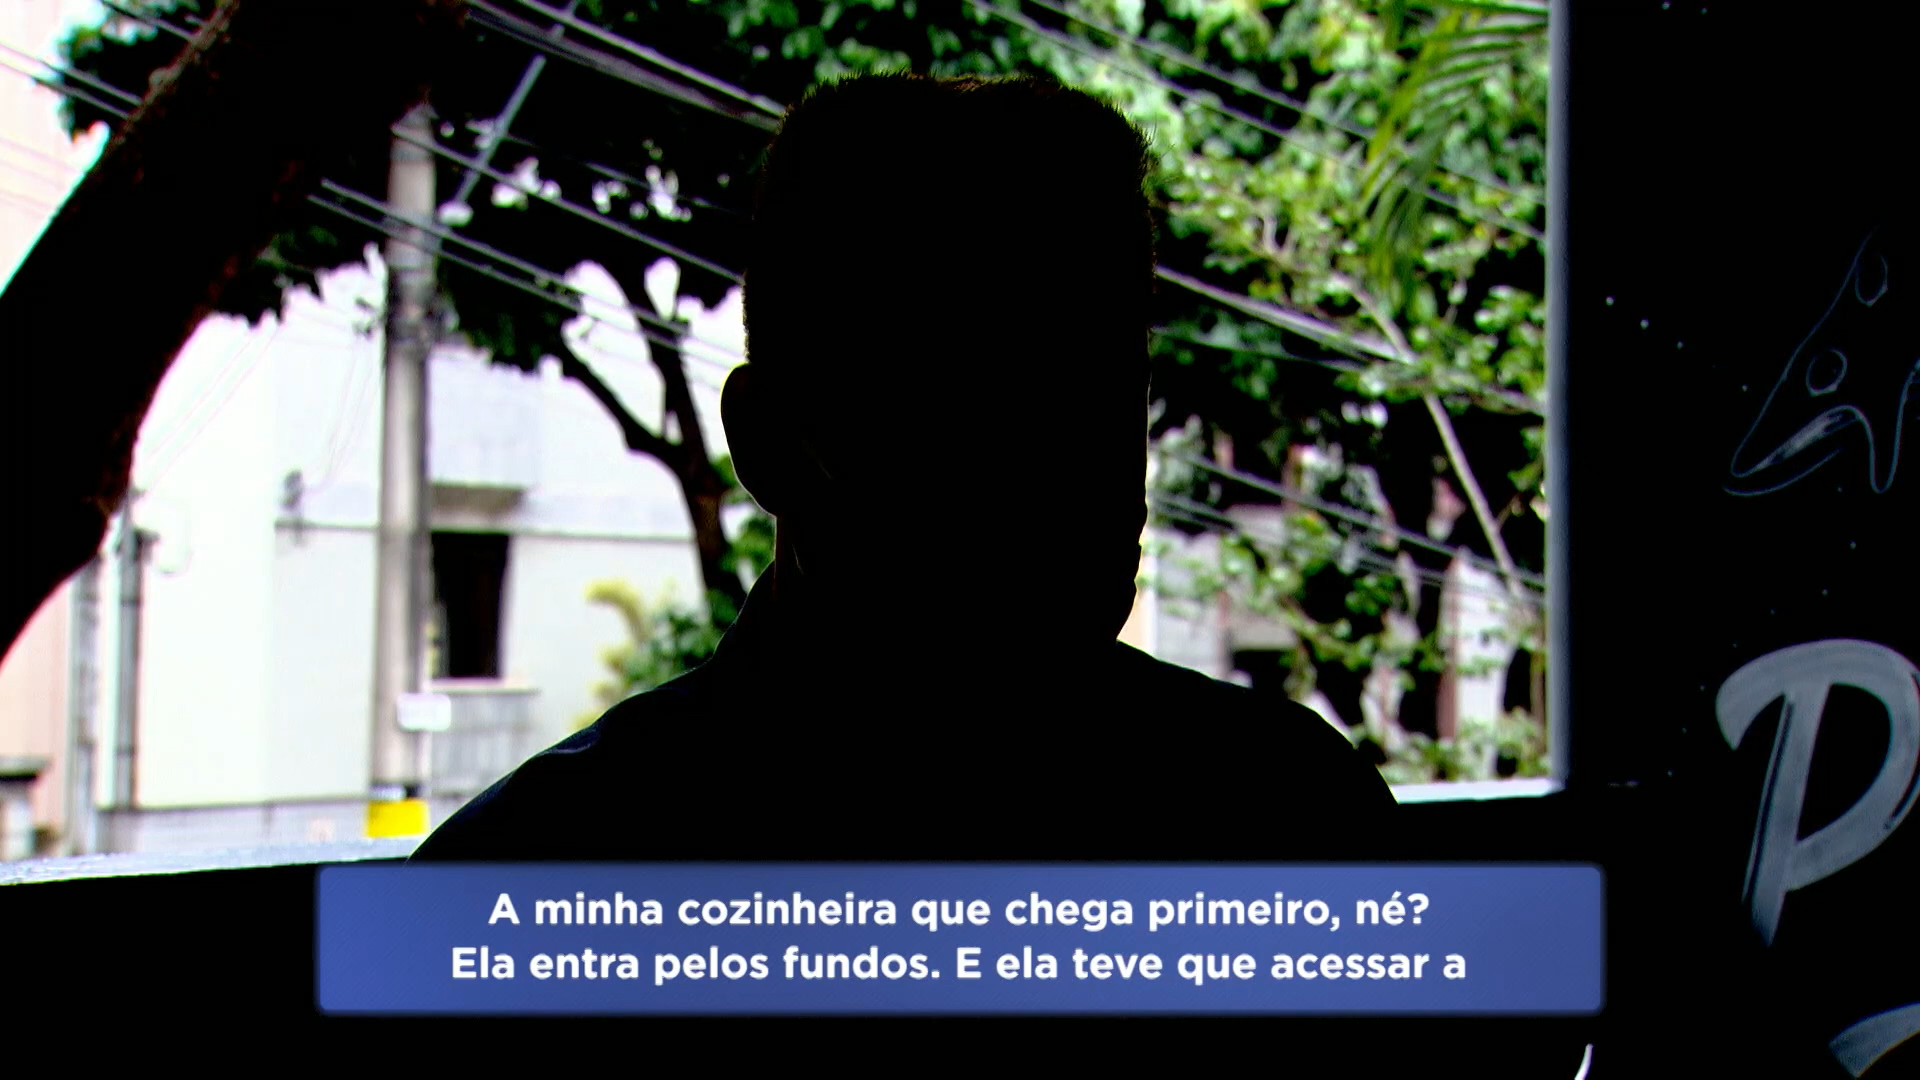 A minha cozinheira que chega primeiro, né?
Ela entra pelos fundos. E ela teve que acessar a
P